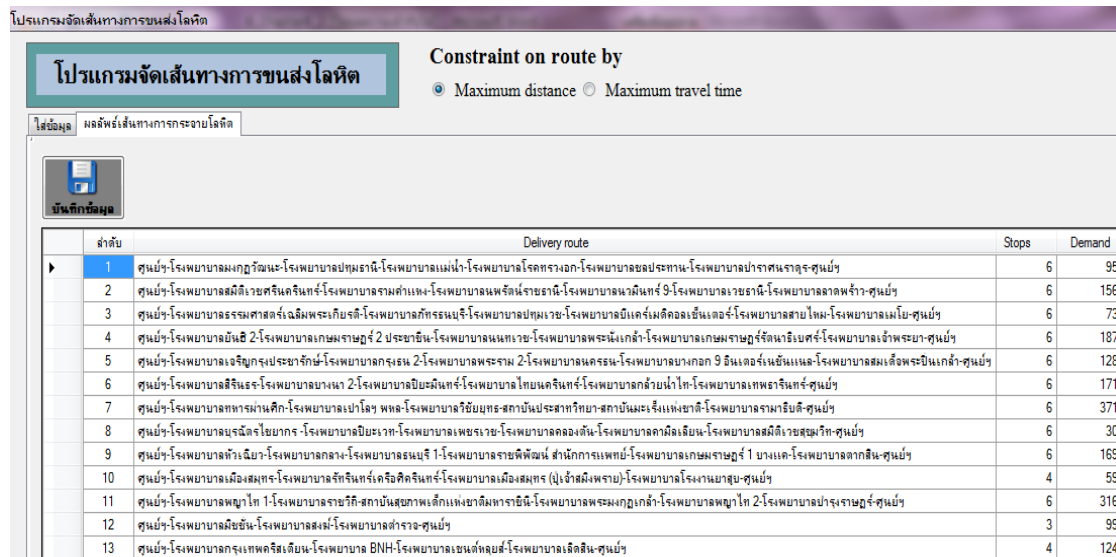 โปรแกรมจัดเส้นทางการขนส่งโลหิต
โปรแกรมจัดเส้นทางการขนส่งโลหิต
Constraint on route by
Maximum distance Maximum travel time
ใส่ข้อมูล ผลลัพธ์เส้นทางการกระจายโลหิต
บันทึกข้อมูล
ลำดับ Delivery route Stops Demand
1 ศูนย์ฯ-โรงพยาบาลมงกุฎวัฒนะ-โรงพยาบาลปทุมธานี-โรงพยาบาลแม่น้ำ-โรงพยาบาลโรคทรวงอก-โรงพยาบาลชลประทาน-โรงพยาบาลบำราศนราดูร-ศูนย์ฯ 6 95
2 ศูนย์ฯ-โรงพยาบาลสมิติเวชศรีนครินทร์-โรงพยาบาลรามคำแหง-โรงพยาบาลนพรัตน์ราชธานี-โรงพยาบาลนวมินทร์ 9-โรงพยาบาลเวชธานี-โรงพยาบาลลาดพร้าว-ศูนย์ฯ 6 156
3 ศูนย์ฯ-โรงพยาบาลธรรมศาสตร์เฉลิมพระเกียรติ-โรงพยาบาลภัทรธนบุรี-โรงพยาบาลปทุมเวช-โรงพยาบาลบีแคร์เมดิคอลเซ็นเตอร์-โรงพยาบาลสายไหม-โรงพยาบาลเมโย-ศูนย์ฯ 6 73
4 ศูนย์ฯ-โรงพยาบาลยันฮี 2-โรงพยาบาลเกษมราษฎร์ 2 ประชาชื่น-โรงพยาบาลนนทเวช-โรงพยาบาลพระนั่งเกล้า-โรงพยาบาลเกษมราษฎร์รัตนาธิเบศร์-โรงพยาบาลเจ้าพระยา-ศูนย์ฯ 6 187
5 ศูนย์ฯ-โรงพยาบาลเจริญกรุงประชารักษ์-โรงพยาบาลกรุงธน 2-โรงพยาบาลพระราม 2-โรงพยาบาลนครธน-โรงพยาบาลบางกอก 9 อินเตอร์เนชั่นแนล-โรงพยาบาลสมเด็จพระปิ่นเกล้า-ศูนย์ฯ 6 128
6 ศูนย์ฯ-โรงพยาบาลสิรินธร-โรงพยาบาลบางนา 2-โรงพยาบาลปิยะมินทร์-โรงพยาบาลไทยนครินทร์-โรงพยาบาลกล้วยน้ำไท-โรงพยาบาลเทพธารินทร์-ศูนย์ฯ 6 171
7 ศูนย์ฯ-โรงพยาบาลทหารผ่านศึก-โรงพยาบาลเปาโลฯ พหล-โรงพยาบาลวิชัยยุทธ-สถาบันประสาทวิทยา-สถาบันมะเร็งแห่งชาติ-โรงพยาบาลรามาธิบดี-ศูนย์ฯ 6 371
8 ศูนย์ฯ-โรงพยาบาลบุรฉัตรไชยากร -โรงพยาบาลปิยะเวท-โรงพยาบาลเพชรเวช-โรงพยาบาลคลองตัน-โรงพยาบาลคามิลเลียน-โรงพยาบาลสมิติเวชสุขุมวิท-ศูนย์ฯ 6 30
9 ศูนย์ฯ-โรงพยาบาลหัวเฉียว-โรงพยาบาลกลาง-โรงพยาบาลธนบุรี 1-โรงพยาบาลราชพิพัฒน์ สำนักการแพทย์-โรงพยาบาลเกษมราษฎร์ 1 บางแค-โรงพยาบาลตากสิน-ศูนย์ฯ 6 169
10 ศูนย์ฯ-โรงพยาบาลเมืองสมุทร-โรงพยาบาลรัทรินทร์เครือศิครินทร์-โรงพยาบาลเมืองสมุทร (ปู่เจ้าสมิงพราย)-โรงพยาบาลโรงงานยาสูบ-ศูนย์ฯ 4 59
11 ศูนย์ฯ-โรงพยาบาลพญาไท 1-โรงพยาบาลราชวิถี-สถาบันสุขภาพเด็กแห่งชาติมหาราชินี-โรงพยาบาลพระมงกุฎเกล้า-โรงพยาบาลพญาไท 2-โรงพยาบาลบำรุงราษฎร์-ศูนย์ฯ 6 316
12 ศูนย์ฯ-โรงพยาบาลมิชชั่น-โรงพยาบาลสงฆ์-โรงพยาบาลตำรวจ-ศูนย์ฯ 3 99
13 ศูนย์ฯ-โรงพยาบาลกรุงเทพคริสเตียน-โรงพยาบาล BNH-โรงพยาบาลเซนต์หลุยส์-โรงพยาบาลเลิดสิน-ศูนย์ฯ 4 124